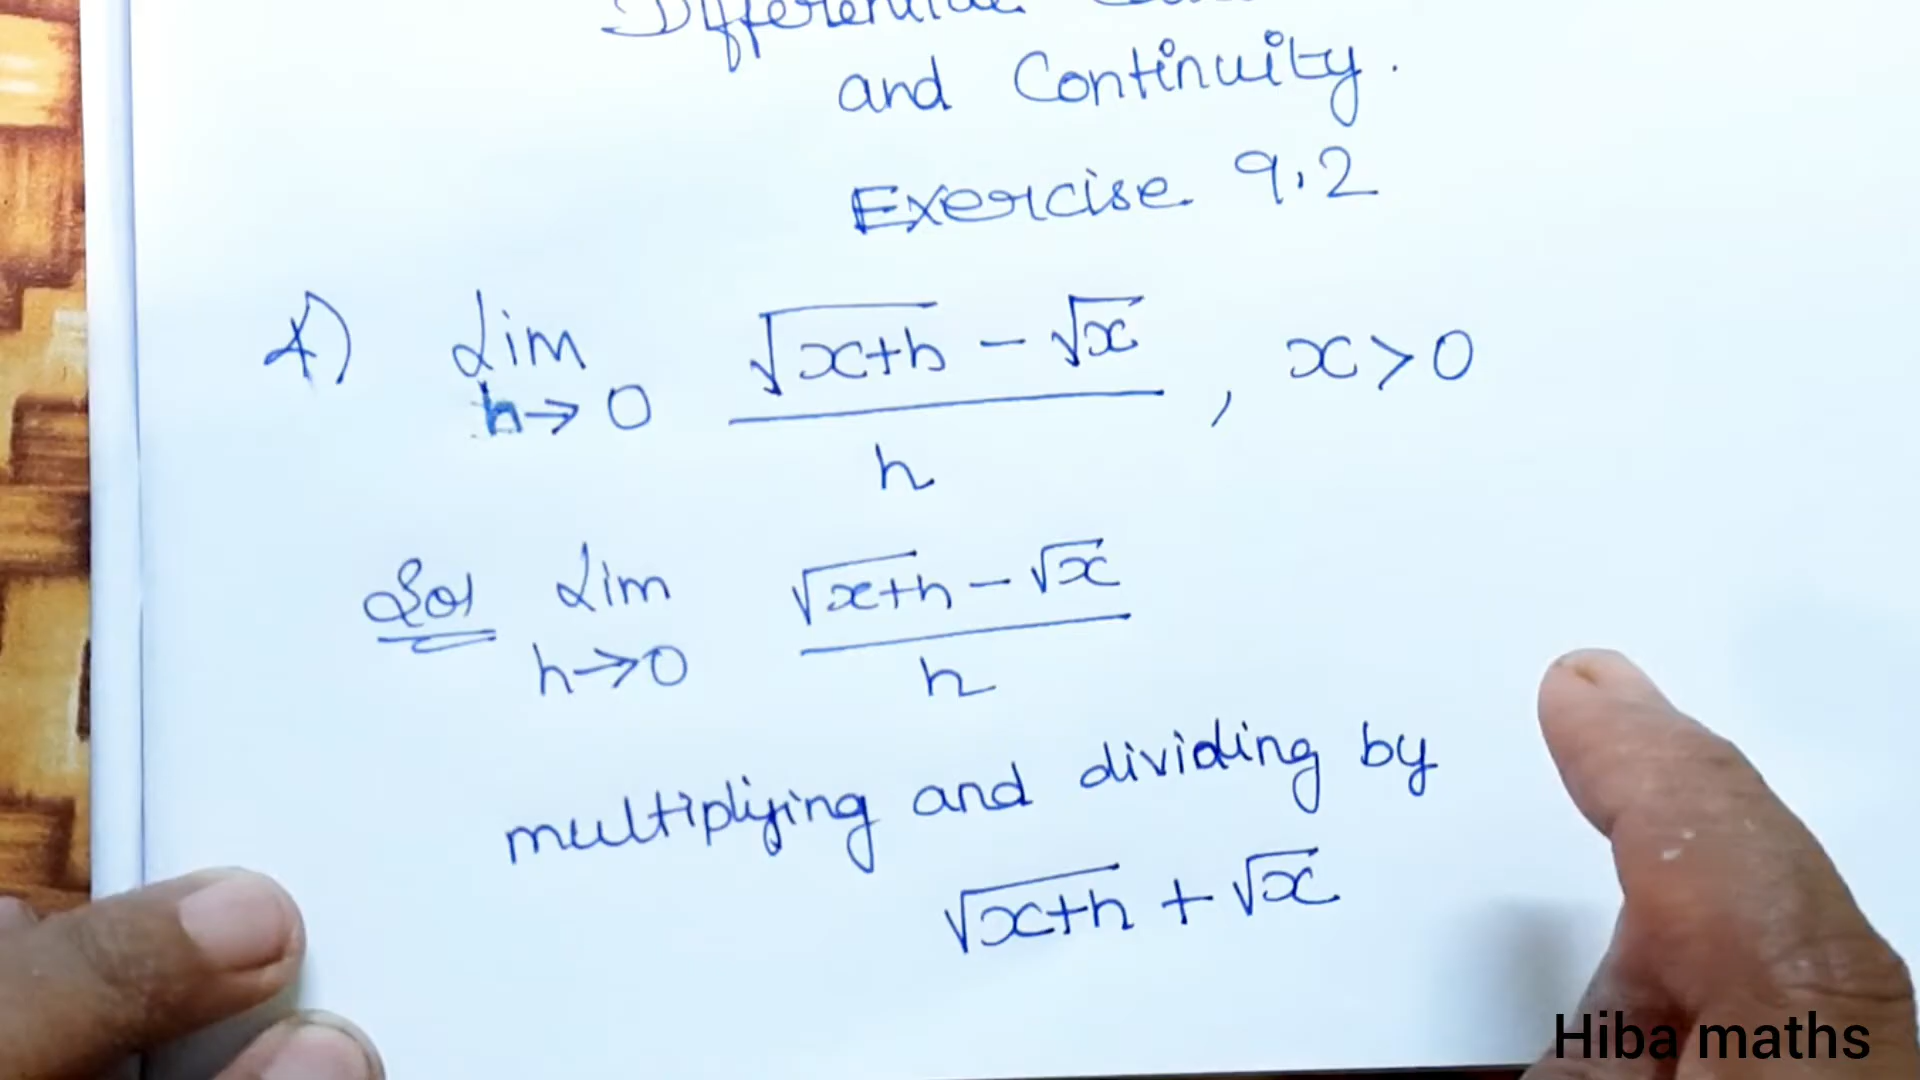 and Continuity.
Exercise 9.2
4) Lim h→0 (√(x+h) - √x)/h , x>0
Sol Lim h→0 (√(x+h) - √x)/h
multiplying and dividing by
√(x+h) + √x
Hiba maths